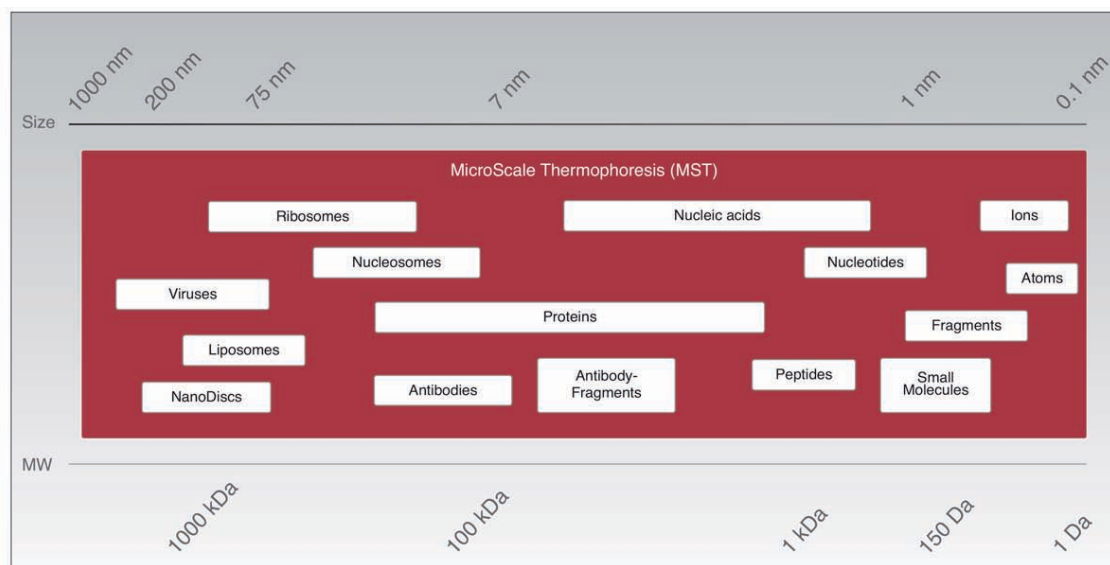 1000 nm
200 nm
75 nm
7 nm
1 nm
0.1 nm
Size
MicroScale Thermophoresis (MST)
Ribosomes
Nucleic acids
Ions
Nucleosomes
Nucleotides
Atoms
Viruses
Proteins
Fragments
Liposomes
NanoDiscs
Antibodies
Antibody-
Fragments
Peptides
Small
Molecules
MW
1000 kDa
100 kDa
1 kDa
150 Da
1 Da